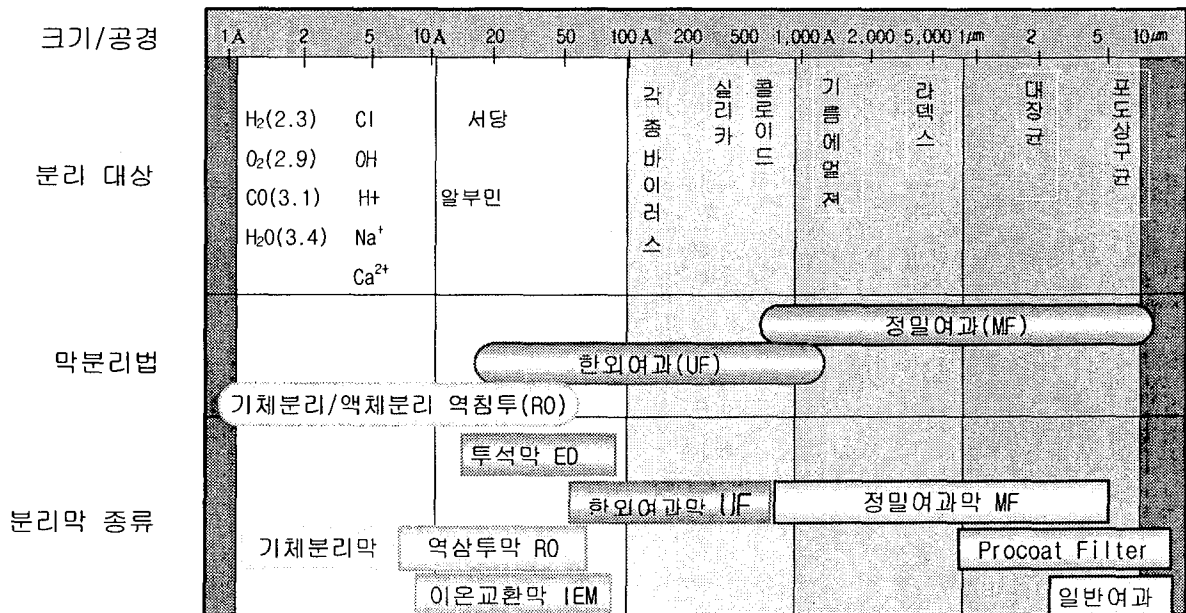 크기/공경 1Å 2 5 10Å 20 50 100Å 200 500 1,000Å 2,000 5,000 1㎛ 2 5 10㎛
분리 대상
H₂(2.3) Cl 서당
O₂(2.9) OH
CO(3.1) H+ 알부민
H₂O(3.4) Na⁺
Ca²⁺
각종바이러스
실리카
콜로이드
기름에멀젼
라덱스
대장균
포도상구균
막분리법
정밀여과(MF)
한외여과(UF)
기체분리/액체분리 역침투(RO)
분리막 종류
투석막 ED
한외여과막 UF 정밀여과막 MF
기체분리막 역삼투막 RO Procoat Filter
이온교환막 IEM 일반여과